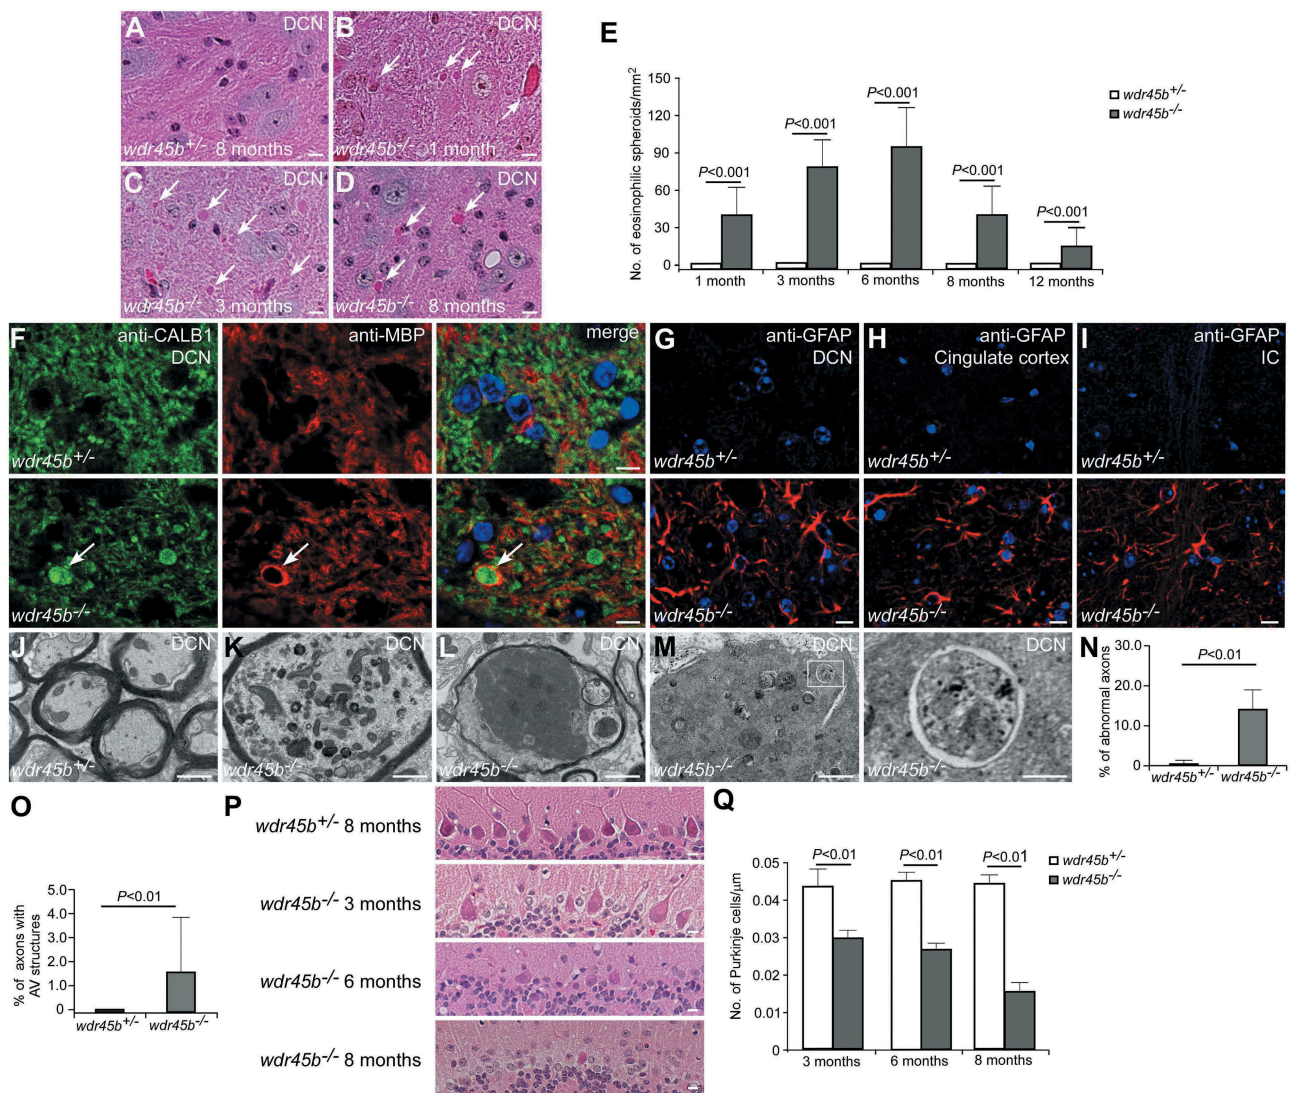 A
DCN
wdr45b+/- 8 months
B
DCN
wdr45b-/- 1 month
C
DCN
wdr45b-/- 3 months
D
DCN
wdr45b-/- 8 months
E
No. of eosinophilic spheroids/mm²
150
120
90
60
30
0
P<0.001
P<0.001
P<0.001
P<0.001
P<0.001
1 month
3 months
6 months
8 months
12 months
wdr45b+/-
wdr45b-/-
F
anti-CALB1
DCN
anti-MBP
merge
wdr45b+/-
wdr45b-/-
G
anti-GFAP
DCN
wdr45b+/-
wdr45b-/-
H
anti-GFAP
Cingulate cortex
wdr45b+/-
wdr45b-/-
I
anti-GFAP
IC
wdr45b+/-
wdr45b-/-
J
DCN
wdr45b+/-
K
DCN
wdr45b-/-
L
DCN
wdr45b-/-
M
DCN
wdr45b-/-
DCN
N
% of abnormal axons
30.0
20.0
10.0
0
P<0.01
wdr45b+/-
wdr45b-/-
O
% of axons with
AV structures
5.0
4.0
3.0
2.0
1.0
0
P<0.01
wdr45b+/-
wdr45b-/-
P
wdr45b+/- 8 months
wdr45b-/- 3 months
wdr45b-/- 6 months
wdr45b-/- 8 months
Q
No. of Purkinje cells/µm
0.05
0.04
0.03
0.02
0.01
0
P<0.01
P<0.01
P<0.01
3 months
6 months
8 months
wdr45b+/-
wdr45b-/-